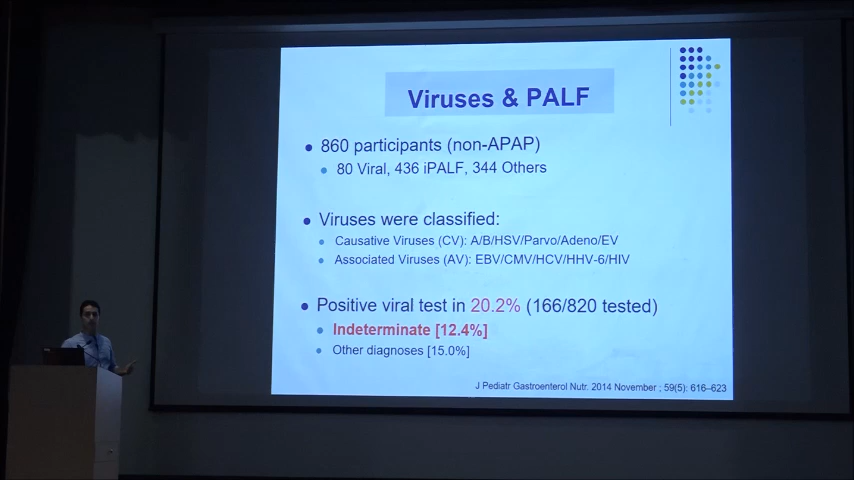 Viruses & PALF
860 participants (non-APAP)
80 Viral, 436 iPALF, 344 Others
Viruses were classified:
Causative Viruses (CV): A/B/HSV/Parvo/Adeno/EV
Associated Viruses (AV): EBV/CMV/HCV/HHV-6/HIV
Positive viral test in 20.2% (166/820 tested)
Indeterminate [12.4%]
Other diagnoses [15.0%]
J Pediatr Gastroenterol Nutr. 2014 November ; 59(5): 616–623